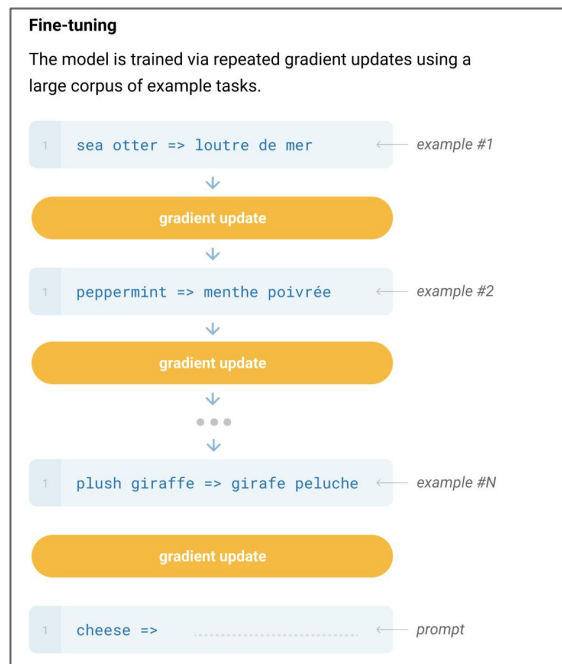 Fine-tuning
The model is trained via repeated gradient updates using a
large corpus of example tasks.
1 sea otter => loutre de mer ← example #1
gradient update
1 peppermint => menthe poivrée ← example #2
gradient update
1 plush giraffe => girafe peluche ← example #N
gradient update
1 cheese => ........................... ← prompt